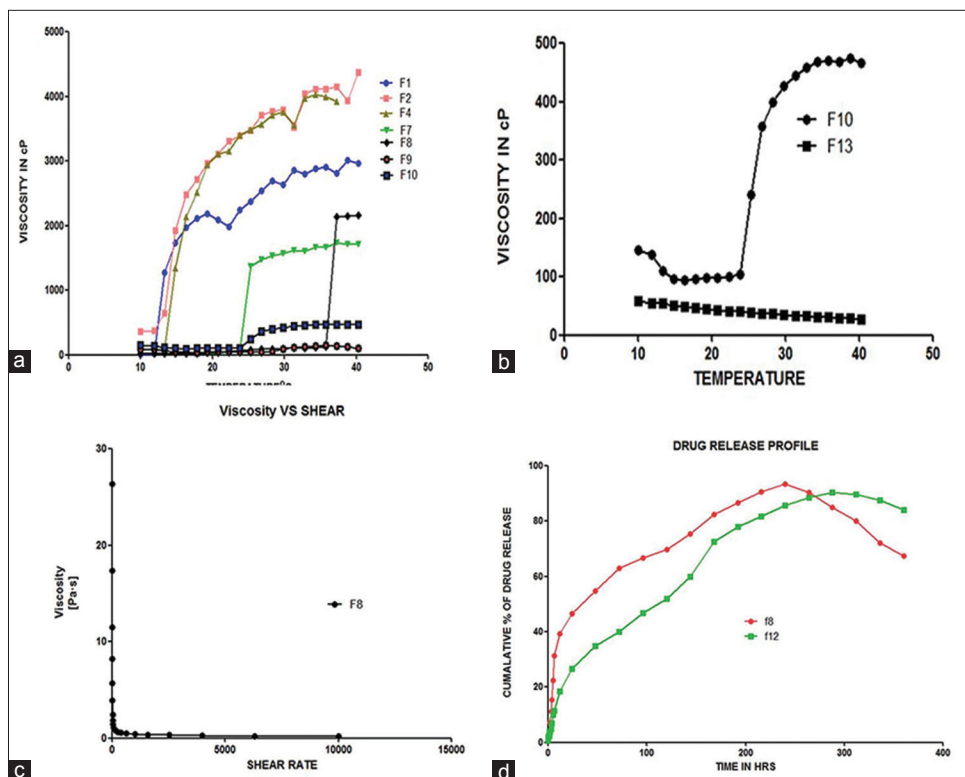 5000
4000
3000
2000
1000
0
VISCOSITY IN cP
0 10 20 30 40 50
F1
F2
F4
F7
F8
F9
F10
a
500
400
300
200
100
0
VISCOSITY IN cP
0 10 20 30 40 50
TEMPERATURE
F10
F13
b
Viscosity VS SHEAR
30
20
10
0
Viscosity
[Pa·s]
0 5000 10000 15000
SHEAR RATE
F8
c
DRUG RELEASE PROFILE
100
80
60
40
20
0
CUMALATIVE % OF DRUG RELEASE
0 100 200 300 400
TIME IN HRS
f8
f12
d